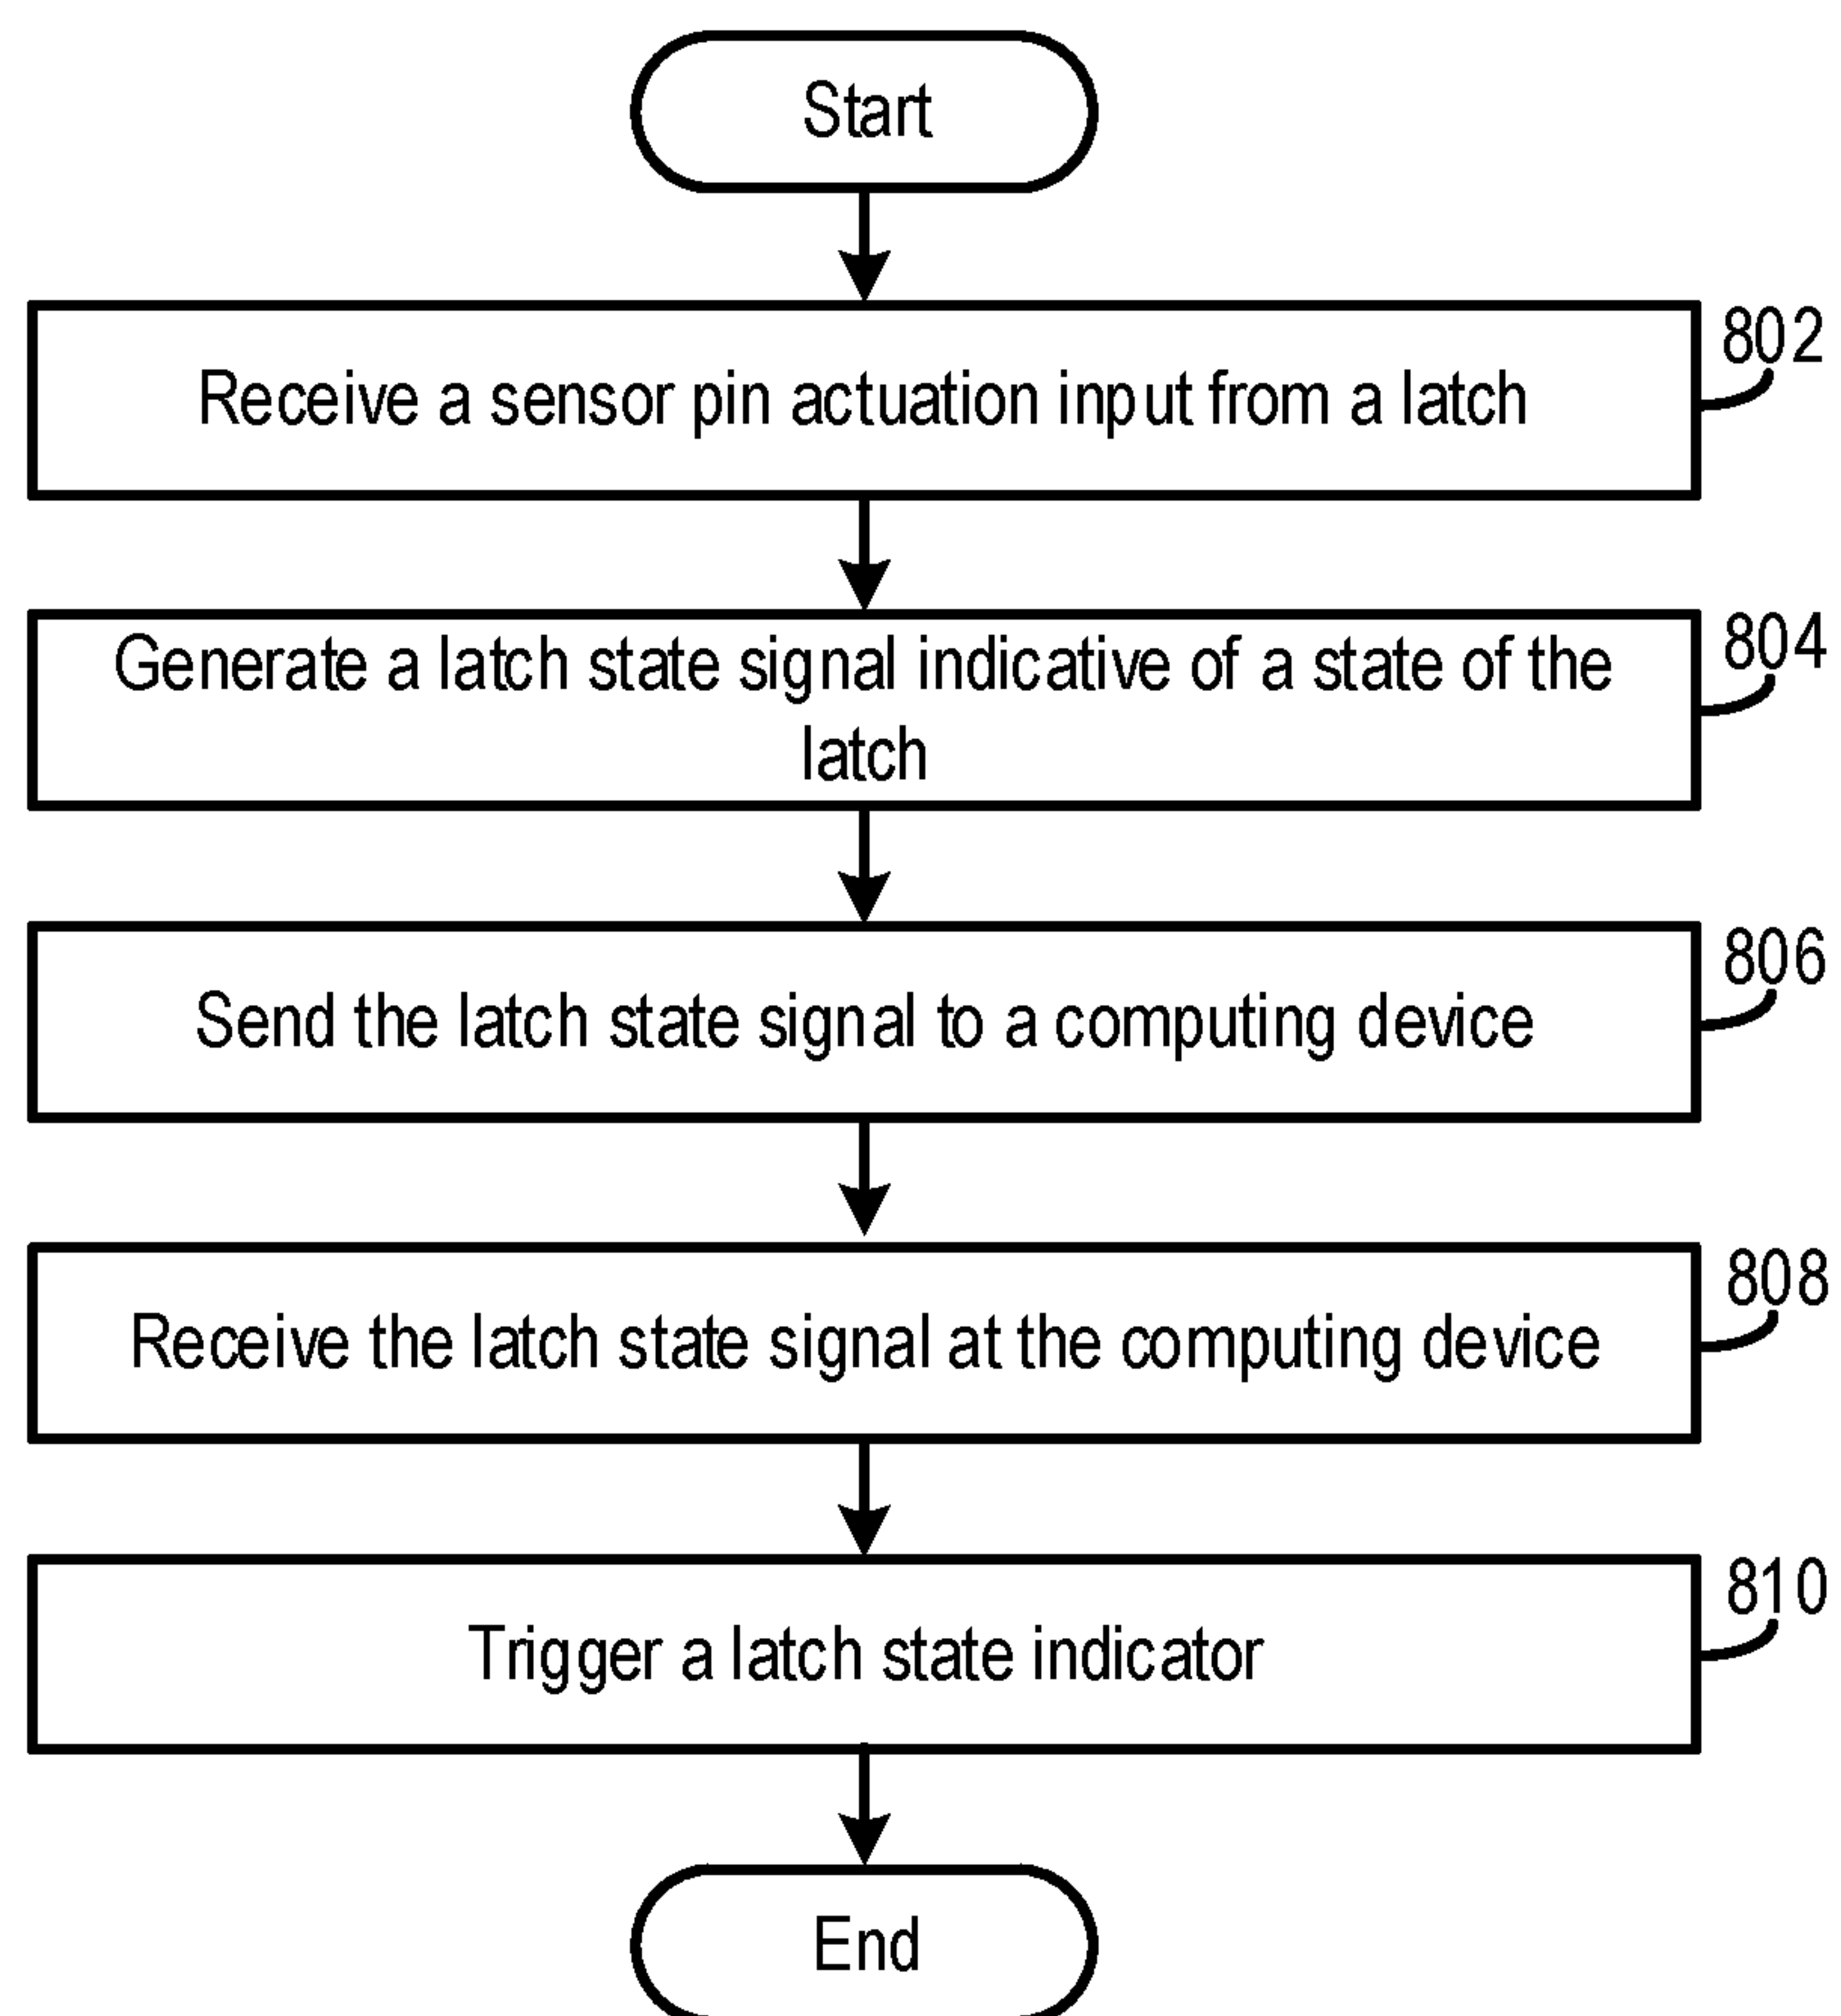 Start
802
Receive a sensor pin actuation input from a latch
804
Generate a latch state signal indicative of a state of the
latch
806
Send the latch state signal to a computing device
808
Receive the latch state signal at the computing device
810
Trigger a latch state indicator
End